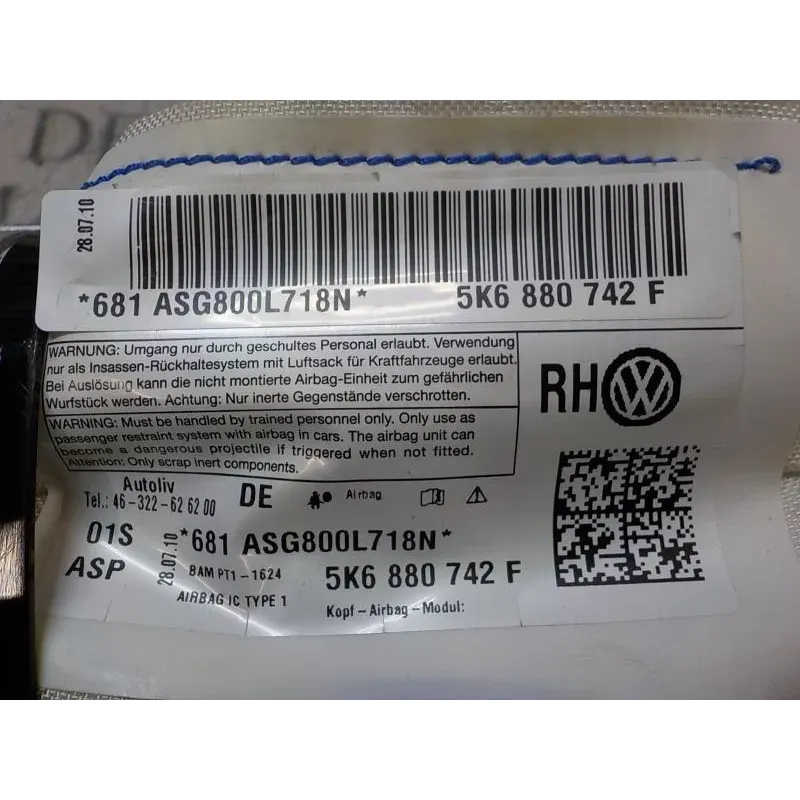 28.07.10
*681 ASG800L718N* 5K6 880 742 F
WARNUNG: Umgang nur durch geschultes Personal erlaubt. Verwendung
nur als Insassen-Rückhaltesystem mit Luftsack für Kraftfahrzeuge erlaubt.
Bei Auslösung kann die nicht montierte Airbag-Einheit zum gefährlichen
Wurfstück werden. Achtung: Nur inerte Gegenstände verschrotten.
WARNING: Must be handled by trained personnel only. Only use as
passenger restraint system with airbag in cars. The airbag unit can
become a dangerous projectile if triggered when not fitted.
Attention: Only scrap inert components.
RH VW
Autoliv
Tel.: 46-322-62 62 00
DE
Airbag
01S
ASP
28.07.10
*681 ASG800L718N*
BAM PT1-1624
5K6 880 742 F
AIRBAG IC TYPE 1
Kopf-Airbag-Modul: